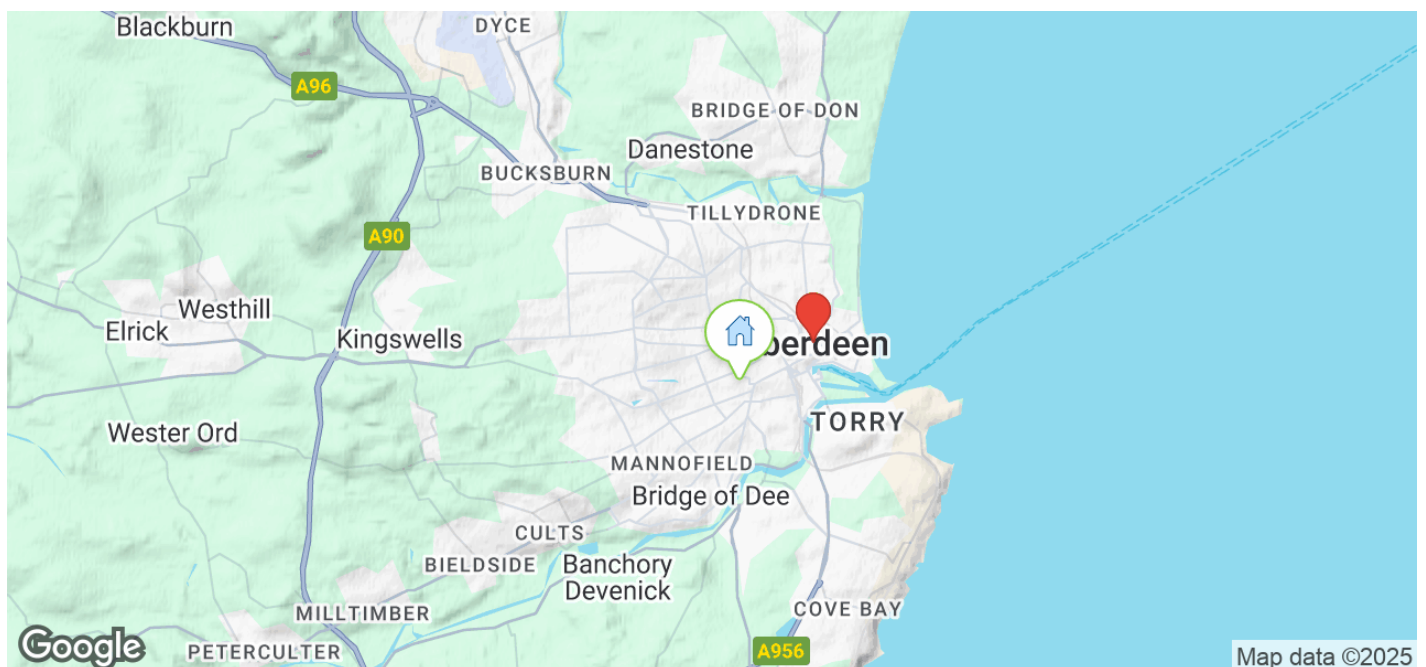 Blackburn
DYCE
A96
BRIDGE OF DON
Danestone
BUCKSBURN
TILLYDRONE
A90
Westhill
Elrick
Kingswells
berdeen
TORRY
Wester Ord
MANNOFIELD
Bridge of Dee
CULTS
BIELDSIDE
Banchory
Devenick
MILLTIMBER
COVE BAY
PETERCULTER
A956
Google
Map data ©2025